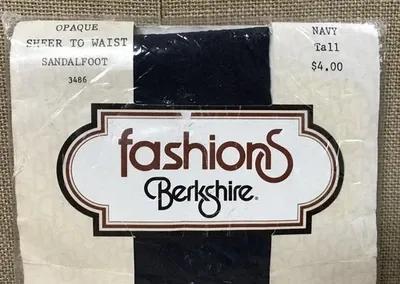 OPAQUE
SHEER TO WAIST
SANDALFOOT
3486
NAVY
Tall
$4.00
fashionS
Berkshire®